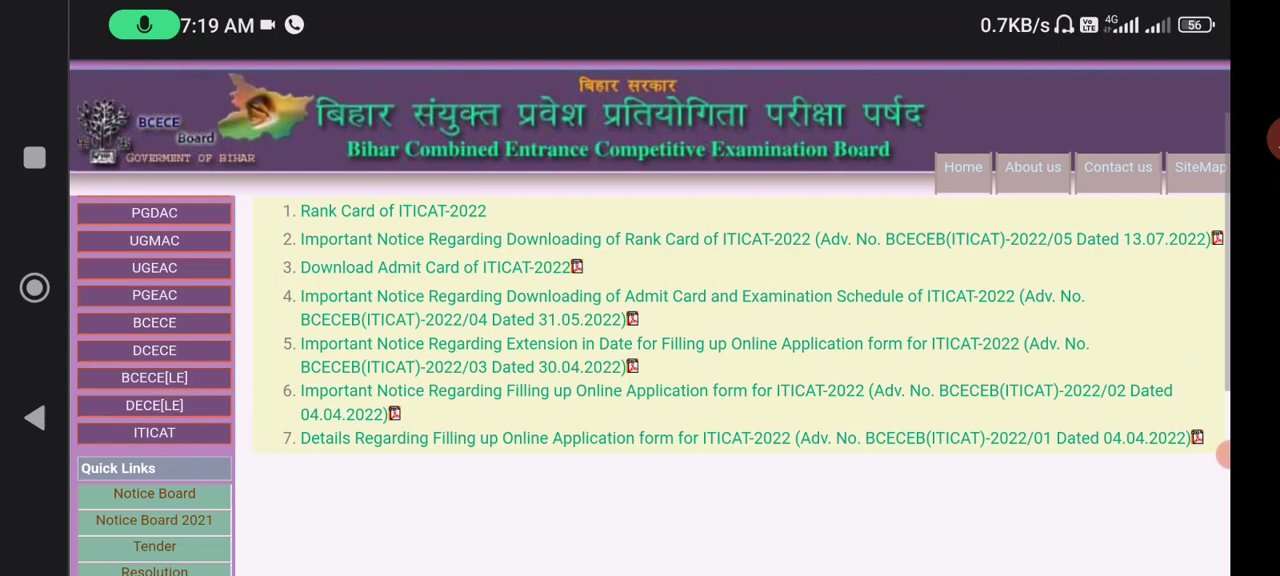 7:19 AM
0.7KB/s
Vo LTE
4G
56
बिहार सरकार
बिहार संयुक्त प्रवेश प्रतियोगिता परीक्षा पर्षद
BCECE
Board
GOVERMENT OF BIHAR
Bihar Combined Entrance Competitive Examination Board
Home
About us
Contact us
SiteMap
PGDAC
UGMAC
UGEAC
PGEAC
BCECE
DCECE
BCECE[LE]
DECE[LE]
ITICAT
Quick Links
Notice Board
Notice Board 2021
Tender
Resolution
1. Rank Card of ITICAT-2022
2. Important Notice Regarding Downloading of Rank Card of ITICAT-2022 (Adv. No. BCECEB(ITICAT)-2022/05 Dated 13.07.2022)
3. Download Admit Card of ITICAT-2022
4. Important Notice Regarding Downloading of Admit Card and Examination Schedule of ITICAT-2022 (Adv. No.
BCECEB(ITICAT)-2022/04 Dated 31.05.2022)
5. Important Notice Regarding Extension in Date for Filling up Online Application form for ITICAT-2022 (Adv. No.
BCECEB(ITICAT)-2022/03 Dated 30.04.2022)
6. Important Notice Regarding Filling up Online Application form for ITICAT-2022 (Adv. No. BCECEB(ITICAT)-2022/02 Dated
04.04.2022)
7. Details Regarding Filling up Online Application form for ITICAT-2022 (Adv. No. BCECEB(ITICAT)-2022/01 Dated 04.04.2022)